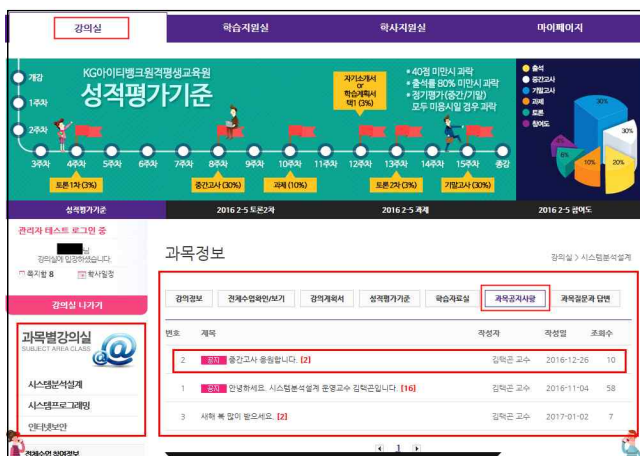 강의실 학습지원실 학사지원실 마이페이지
KG아이티뱅크원격평생교육원
성적평가기준
개강
1주차
2주차
3주차 4주차 5주차 6주차 7주차 8주차 9주차 10주차 11주차 12주차 13주차 14주차 15주차 종강
토론1차(3%)
중간고사(30%)
과제(10%)
자기소개서
or
학습계획서
택1(3%)
토론2차(3%)
기말고사(30%)
•40점 미만시 과락
•출석률 80% 미만시 과락
•정기평가(중간/기말)
모두 미응시일 경우 과락
출석
중간고사
기말고사
과제
토론
참여도
30%
30%
20%
10%
6%
성적평가기준 2016 2-5 토론2차 2016 2-5 과제 2016 2-5 참여도
관리자 테스트 로그인 중
님
강의실에 입장하셨습니다.
쪽지함 8 학사일정
강의실 나가기
과목별강의실
SUBJECT AREA CLASS
시스템분석설계
시스템프로그래밍
인터넷보안
전체수업 참여정보
과목정보
강의실 > 시스템분석설계
강의정보 전체수업확인/보기 강의계획서 성적평가기준 학습자료실 과목공지사항 과목질문과 답변
번호 제목 작성자 작성일 조회수
2 공지 중간고사 응원합니다. [2] 김택곤 교수 2016-12-26 10
1 공지 안녕하세요. 시스템분석설계 운영교수 김택곤입니다. [16] 김택곤 교수 2016-11-04 58
3 새해 복 많이 받으세요. [2] 김택곤 교수 2017-01-02 7
1